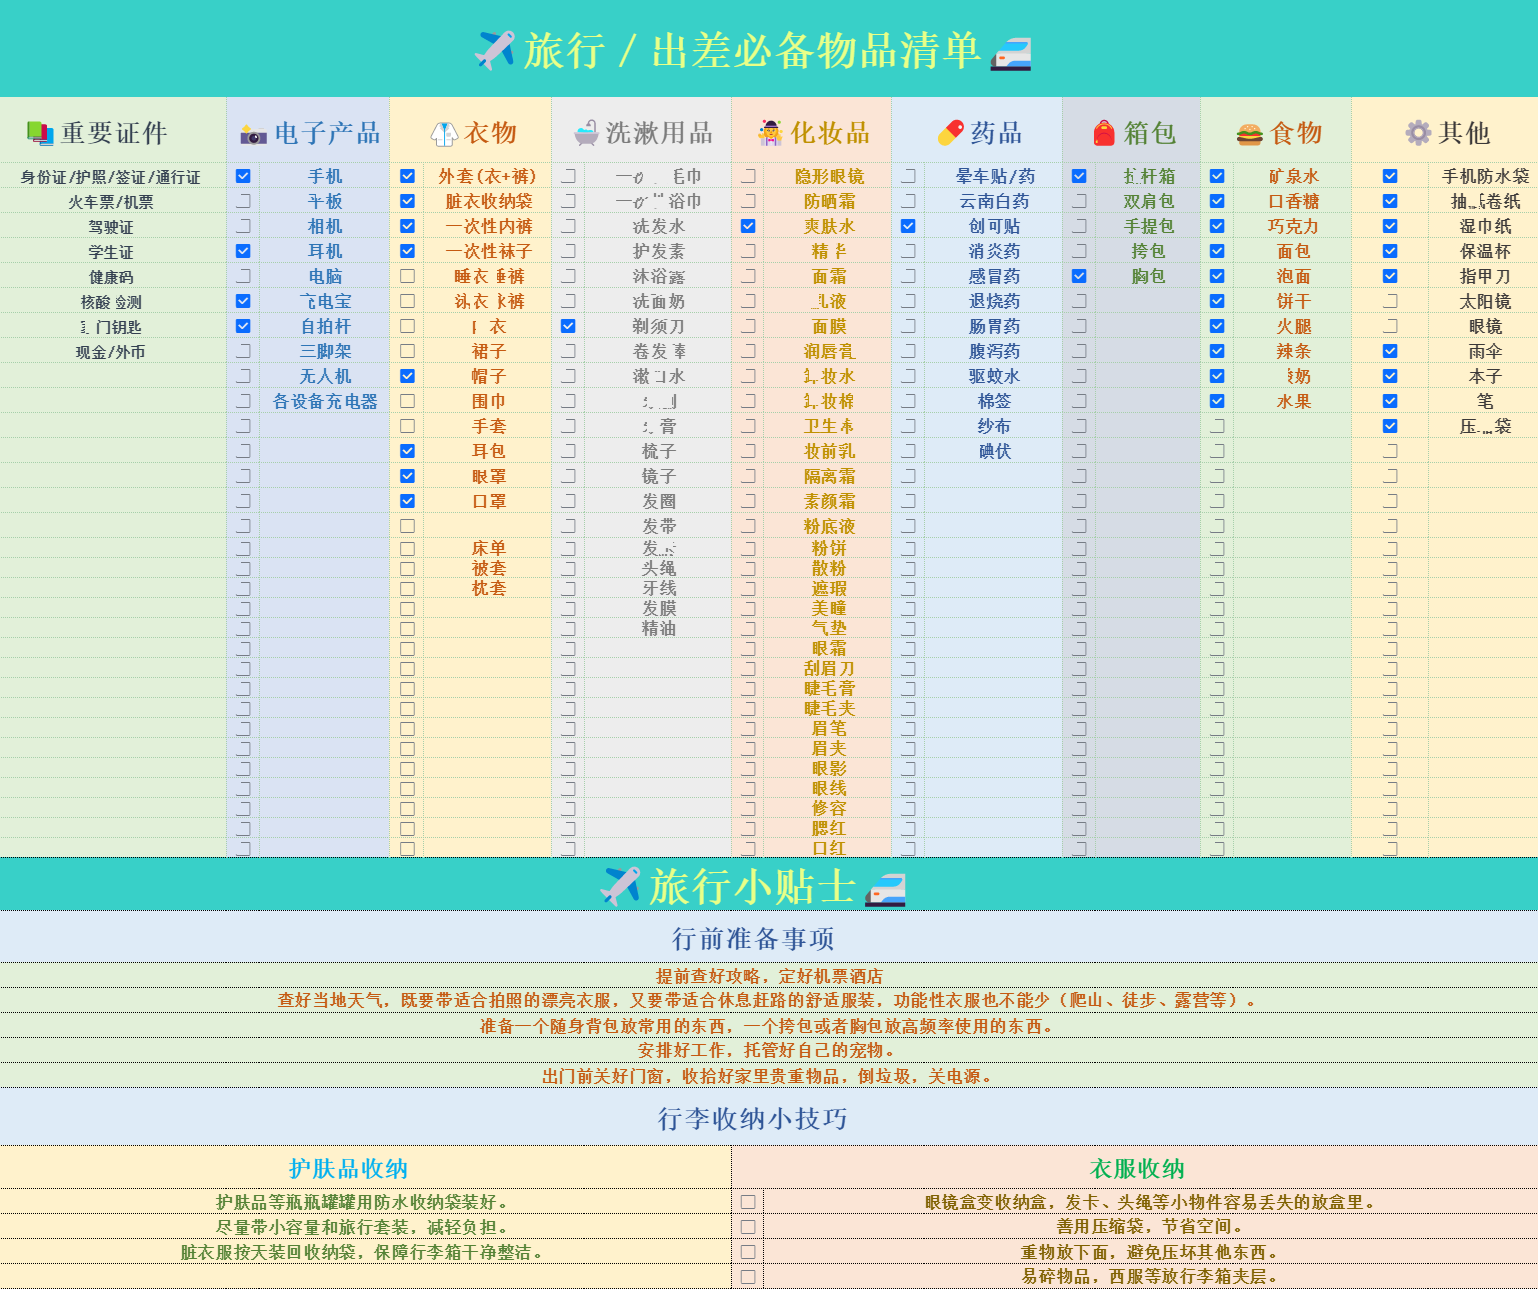 旅行 / 出差必备物品清单
重要证件 电子产品 衣物 洗漱用品 化妆品 药品 箱包 食物 其他
身份证/护照/签证/通行证 手机 外套(衣+裤) 毛巾 隐形眼镜 晕车贴/药 拉杆箱 矿泉水 手机防水袋
火车票/机票 平板 脏衣收纳袋 浴巾 防晒霜 云南白药 双肩包 口香糖 卷纸
驾驶证 相机 一次性内裤 洗发水 爽肤水 创可贴 手提包 巧克力 湿巾纸
学生证 耳机 一次性袜子 护发素 精华 消炎药 挎包 面包 保温杯
健康码 电脑 睡衣睡裤 沐浴露 面霜 感冒药 胸包 泡面 指甲刀
核酸检测 充电宝 泳衣泳裤 洗面奶 乳液 退烧药 饼干 太阳镜
门钥匙 自拍杆 衣 剃须刀 面膜 肠胃药 火腿 眼镜
现金/外币 三脚架 裙子 卷发棒 润唇膏 腹泻药 辣条 雨伞
无人机 帽子 漱口水 卸妆水 驱蚊水 酸奶 本子
各设备充电器 围巾 卸妆棉 棉签 水果 笔
手套 膏 卫生 纱布 压 袋
耳包 梳子 妆前乳 碘伏
眼罩 镜子 隔离霜
口罩 发圈 素颜霜
发带 粉底液
床单 发 粉饼
被套 头绳 散粉
枕套 牙线 遮瑕
发膜 美瞳
精油 气垫
眼霜
刮眉刀
睫毛膏
睫毛夹
眉笔
眉夹
眼影
眼线
修容
腮红
口红
旅行小贴士
行前准备事项
提前查好攻略，定好机票酒店
查好当地天气，既要带适合拍照的漂亮衣服，又要带适合休息赶路的舒适服装，功能性衣服也不能少（爬山、徒步、露营等）。
准备一个随身背包放常用的东西，一个挎包或者胸包放高频率使用的东西。
安排好工作，托管好自己的宠物。
出门前关好门窗，收拾好家里贵重物品，倒垃圾，关电源。
行李收纳小技巧
护肤品收纳 衣服收纳
护肤品等瓶瓶罐罐用防水收纳袋装好。 眼镜盒变收纳盒，发卡、头绳等小物件容易丢失的放盒里。
尽量带小容量和旅行套装，减轻负担。 善用压缩袋，节省空间。
脏衣服按天装回收纳袋，保障行李箱干净整洁。 重物放下面，避免压坏其他东西。
易碎物品，西服等放行李箱夹层。